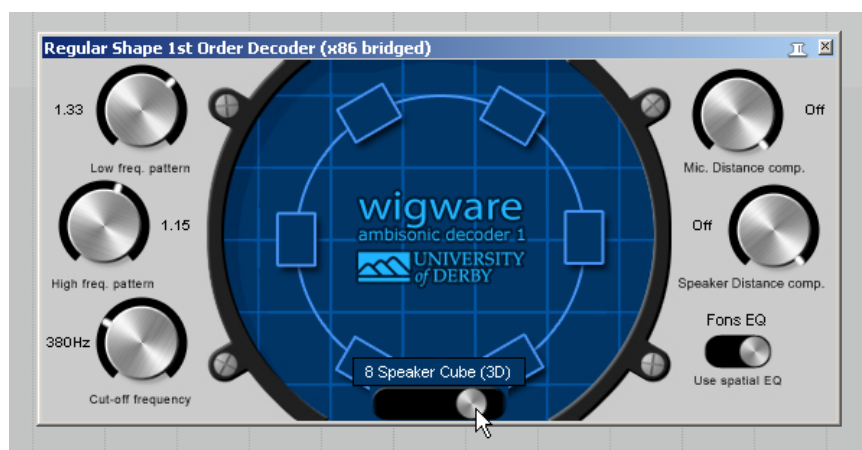 Regular Shape 1st Order Decoder (x86 bridged)
1.33
Low freq. pattern
1.15
High freq. pattern
380Hz
Cut-off frequency
wigware
ambisonic decoder 1
UNIVERSITY
of DERBY
8 Speaker Cube (3D)
Off
Mic. Distance comp.
Off
Speaker Distance comp.
Fons EQ
Use spatial EQ